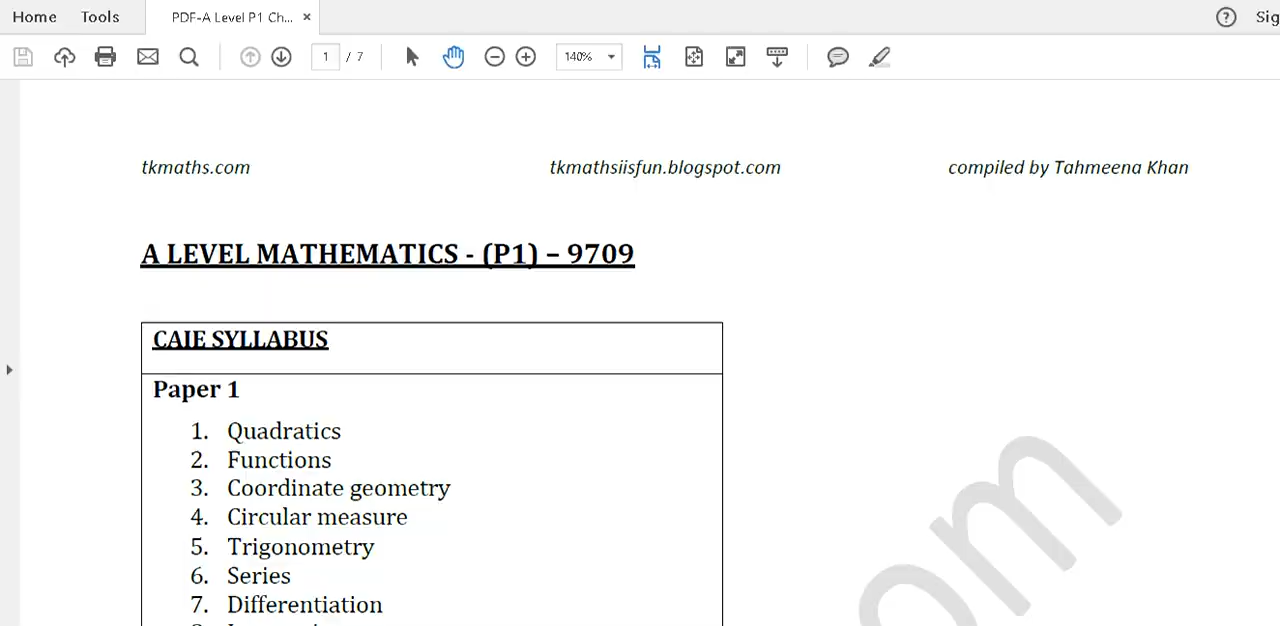 Home Tools PDF-A Level P1 Ch... × ? Sig
1 / 7 140%
tkmaths.com tkmathsiisfun.blogspot.com compiled by Tahmeena Khan
A LEVEL MATHEMATICS - (P1) – 9709
CAIE SYLLABUS
Paper 1
1. Quadratics
2. Functions
3. Coordinate geometry
4. Circular measure
5. Trigonometry
6. Series
7. Differentiation
om